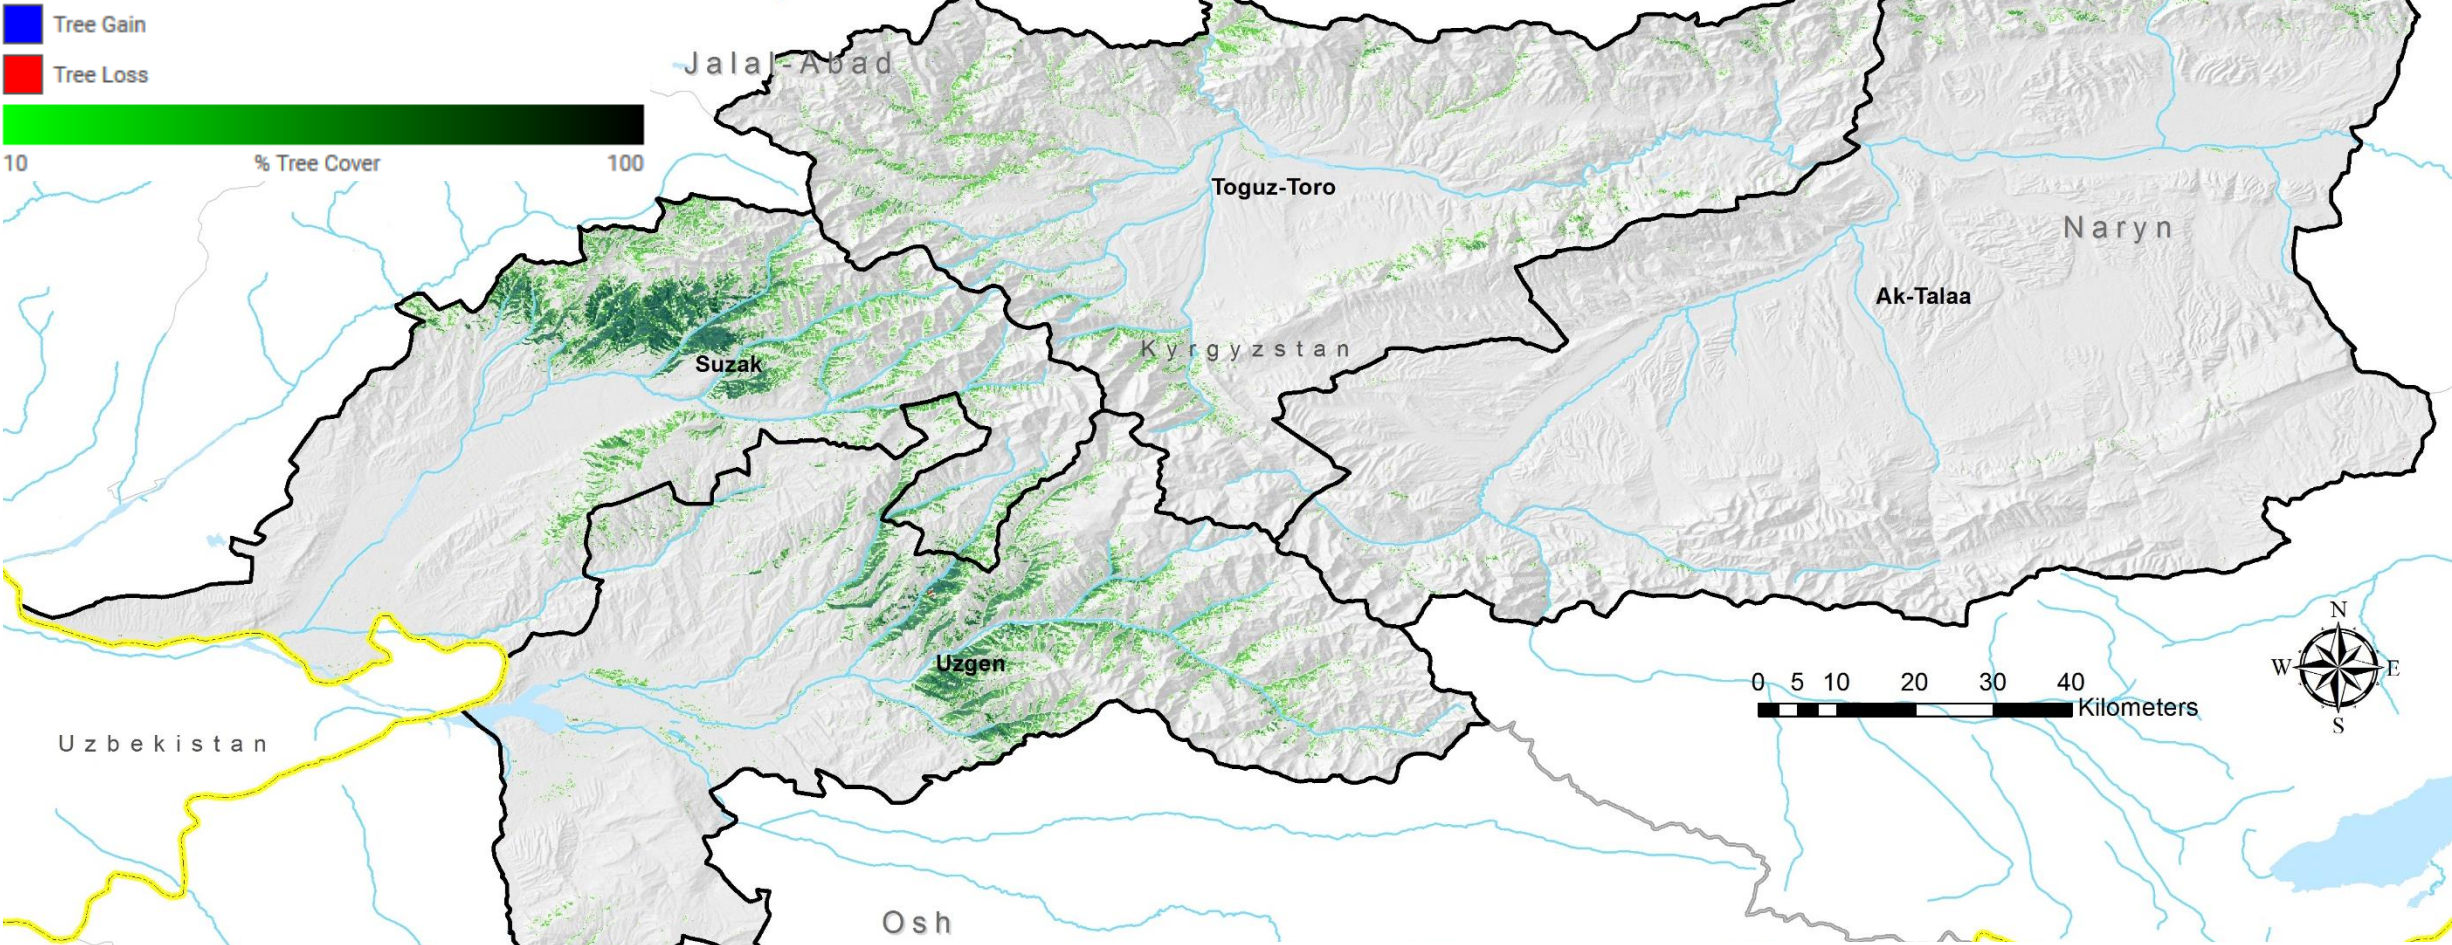 Tree Gain
Tree Loss
10 % Tree Cover 100
Jalal-Abad
Toguz-Toro
Naryn
Ak-Talaa
Kyrgyzstan
Suzak
Uzgen
N
W E
S
0 5 10 20 30 40
Kilometers
Uzbekistan
Osh